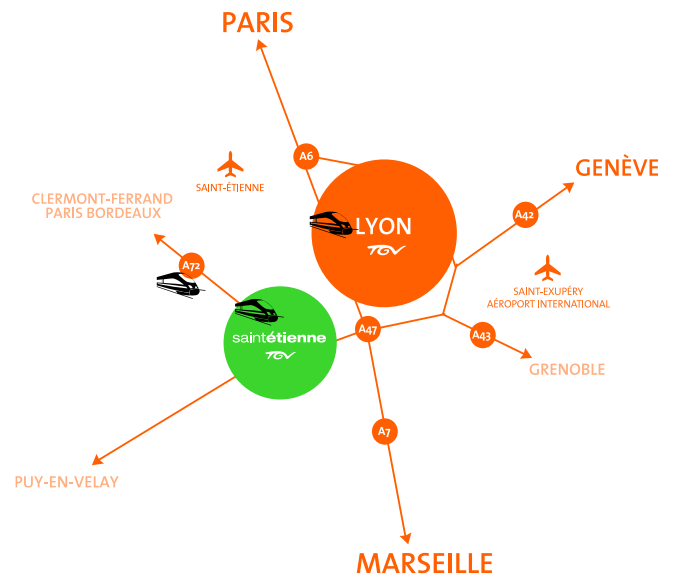 PARIS
A6
SAINT-ÉTIENNE
GENÈVE
CLERMONT-FERRAND
PARIS BORDEAUX
A42
LYON
TGV
A72
SAINT-EXUPÉRY
AÉROPORT INTERNATIONAL
A47
A43
saintétienne
TGV
GRENOBLE
A7
PUY-EN-VELAY
MARSEILLE